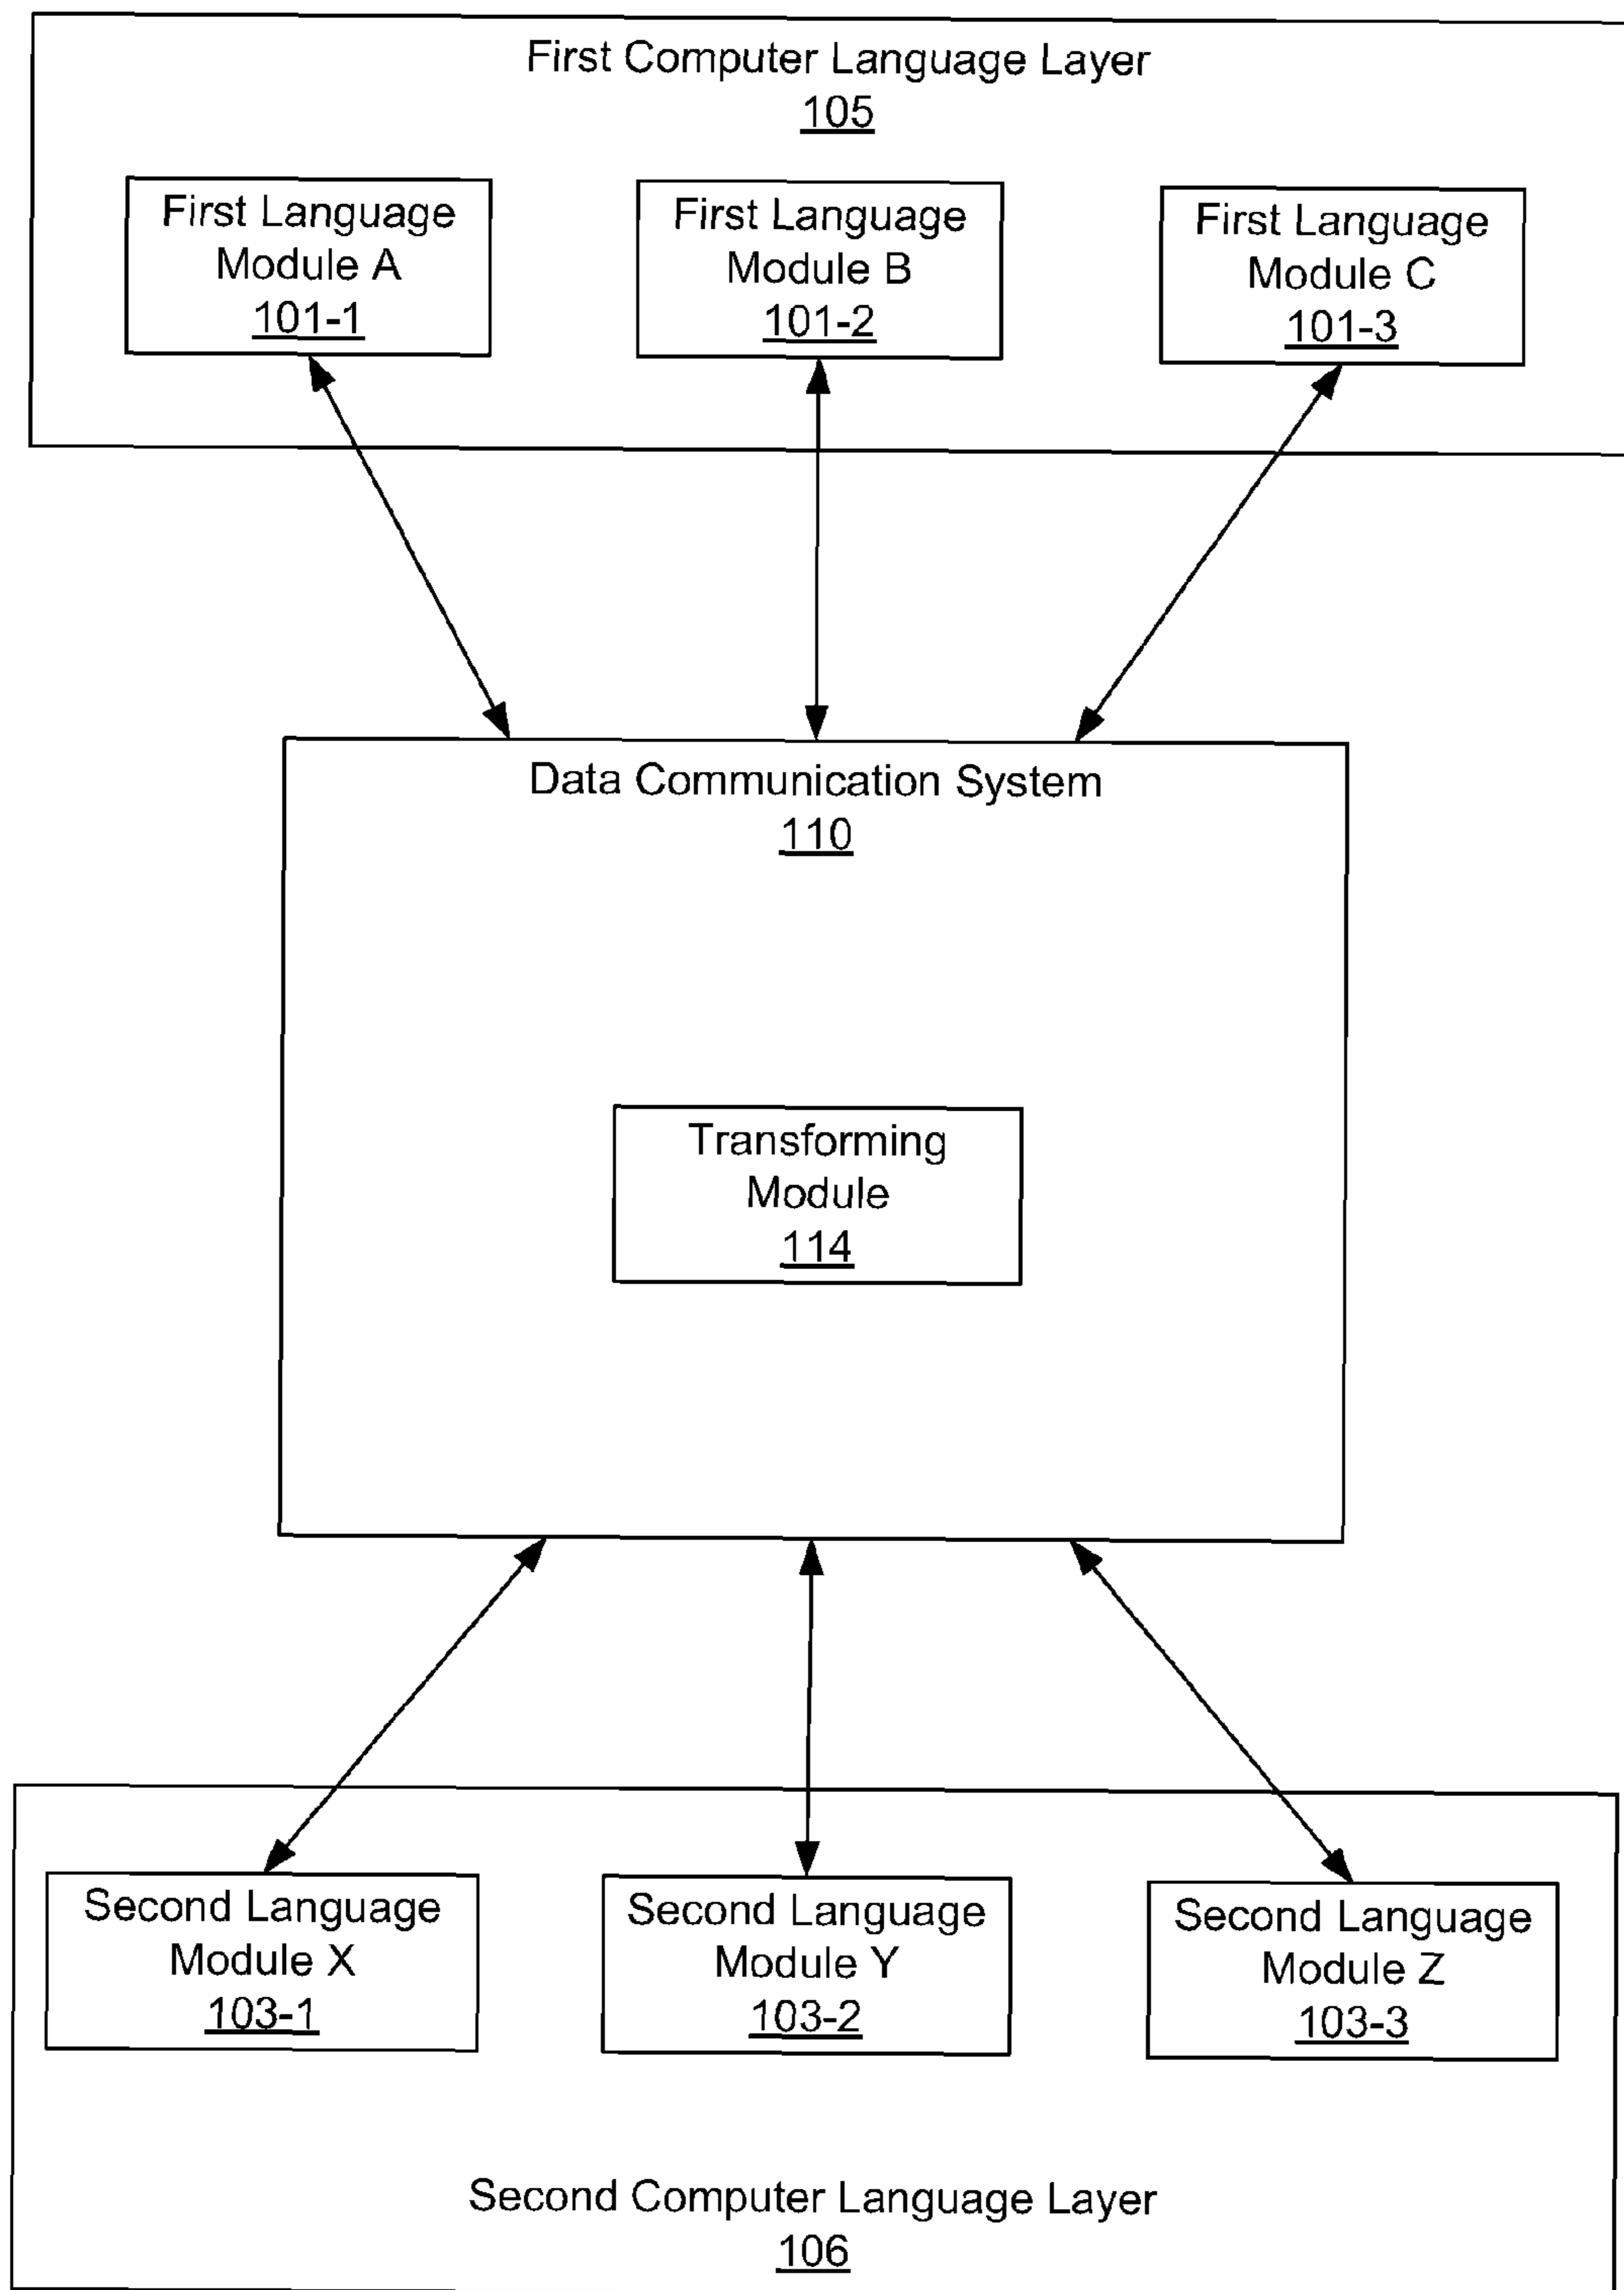 First Computer Language Layer
105
First Language
Module A
101-1
First Language
Module B
101-2
First Language
Module C
101-3
Data Communication System
110
Transforming
Module
114
Second Language
Module X
103-1
Second Language
Module Y
103-2
Second Language
Module Z
103-3
Second Computer Language Layer
106